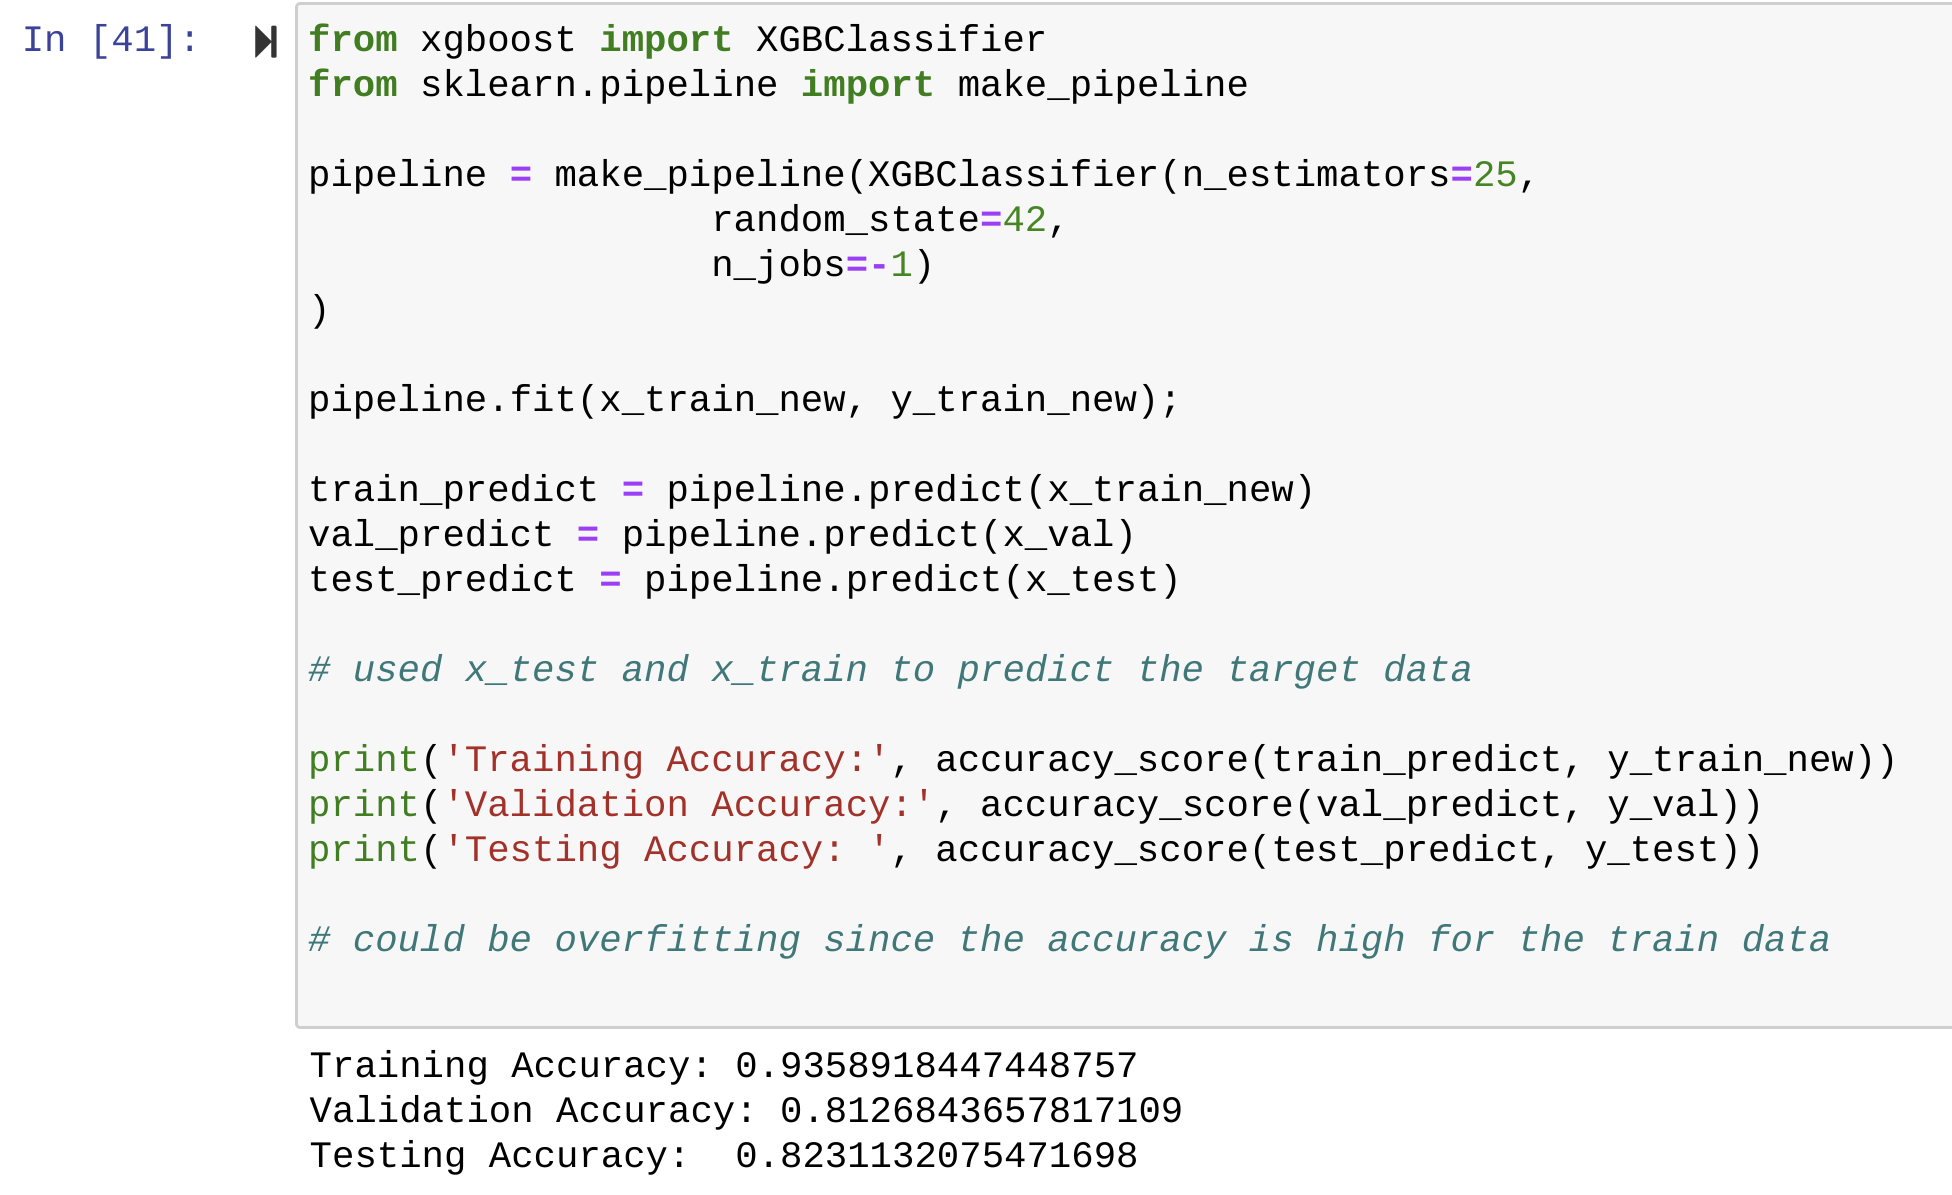 In [41]:
from xgboost import XGBClassifier
from sklearn.pipeline import make_pipeline
pipeline = make_pipeline(XGBClassifier(n_estimators=25,
random_state=42,
n_jobs=-1)
)
pipeline.fit(x_train_new, y_train_new);
train_predict = pipeline.predict(x_train_new)
val_predict = pipeline.predict(x_val)
test_predict = pipeline.predict(x_test)
# used x_test and x_train to predict the target data
print('Training Accuracy:', accuracy_score(train_predict, y_train_new))
print('Validation Accuracy:', accuracy_score(val_predict, y_val))
print('Testing Accuracy: ', accuracy_score(test_predict, y_test))
# could be overfitting since the accuracy is high for the train data
Training Accuracy: 0.9358918447448757
Validation Accuracy: 0.8126843657817109
Testing Accuracy:  0.8231132075471698